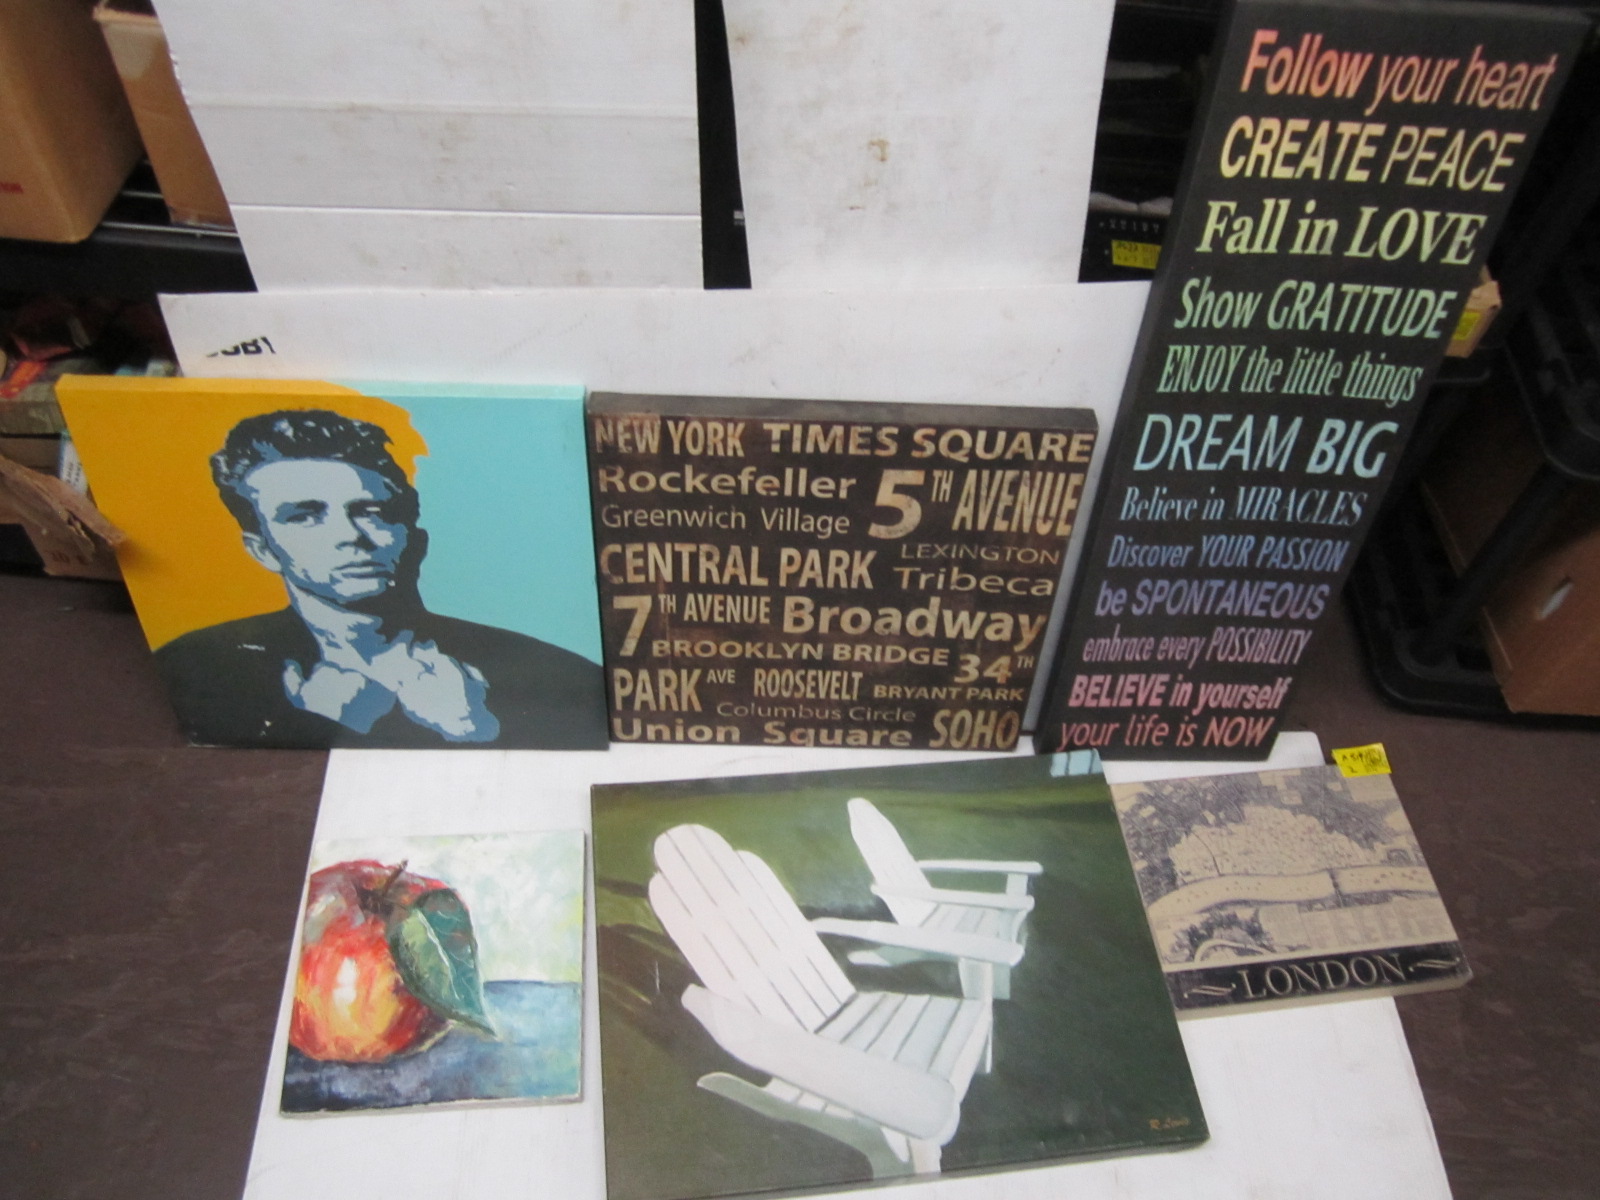 Follow your heart
CREATE PEACE
Fall in LOVE
Show GRATITUDE
ENJOY the little things
DREAM BIG
Believe in MIRACLES
Discover YOUR PASSION
be SPONTANEOUS
embrace every POSSIBILITY
BELIEVE in yourself
your life is NOW
NEW YORK TIMES SQUARE
Rockefeller 5TH AVENUE
Greenwich Village
CENTRAL PARK LEXINGTON
Tribeca
7TH AVENUE Broadway
BROOKLYN BRIDGE 34TH
PARK AVE ROOSEVELT BRYANT PARK
Columbus Circle
Union Square SOHO
LONDON